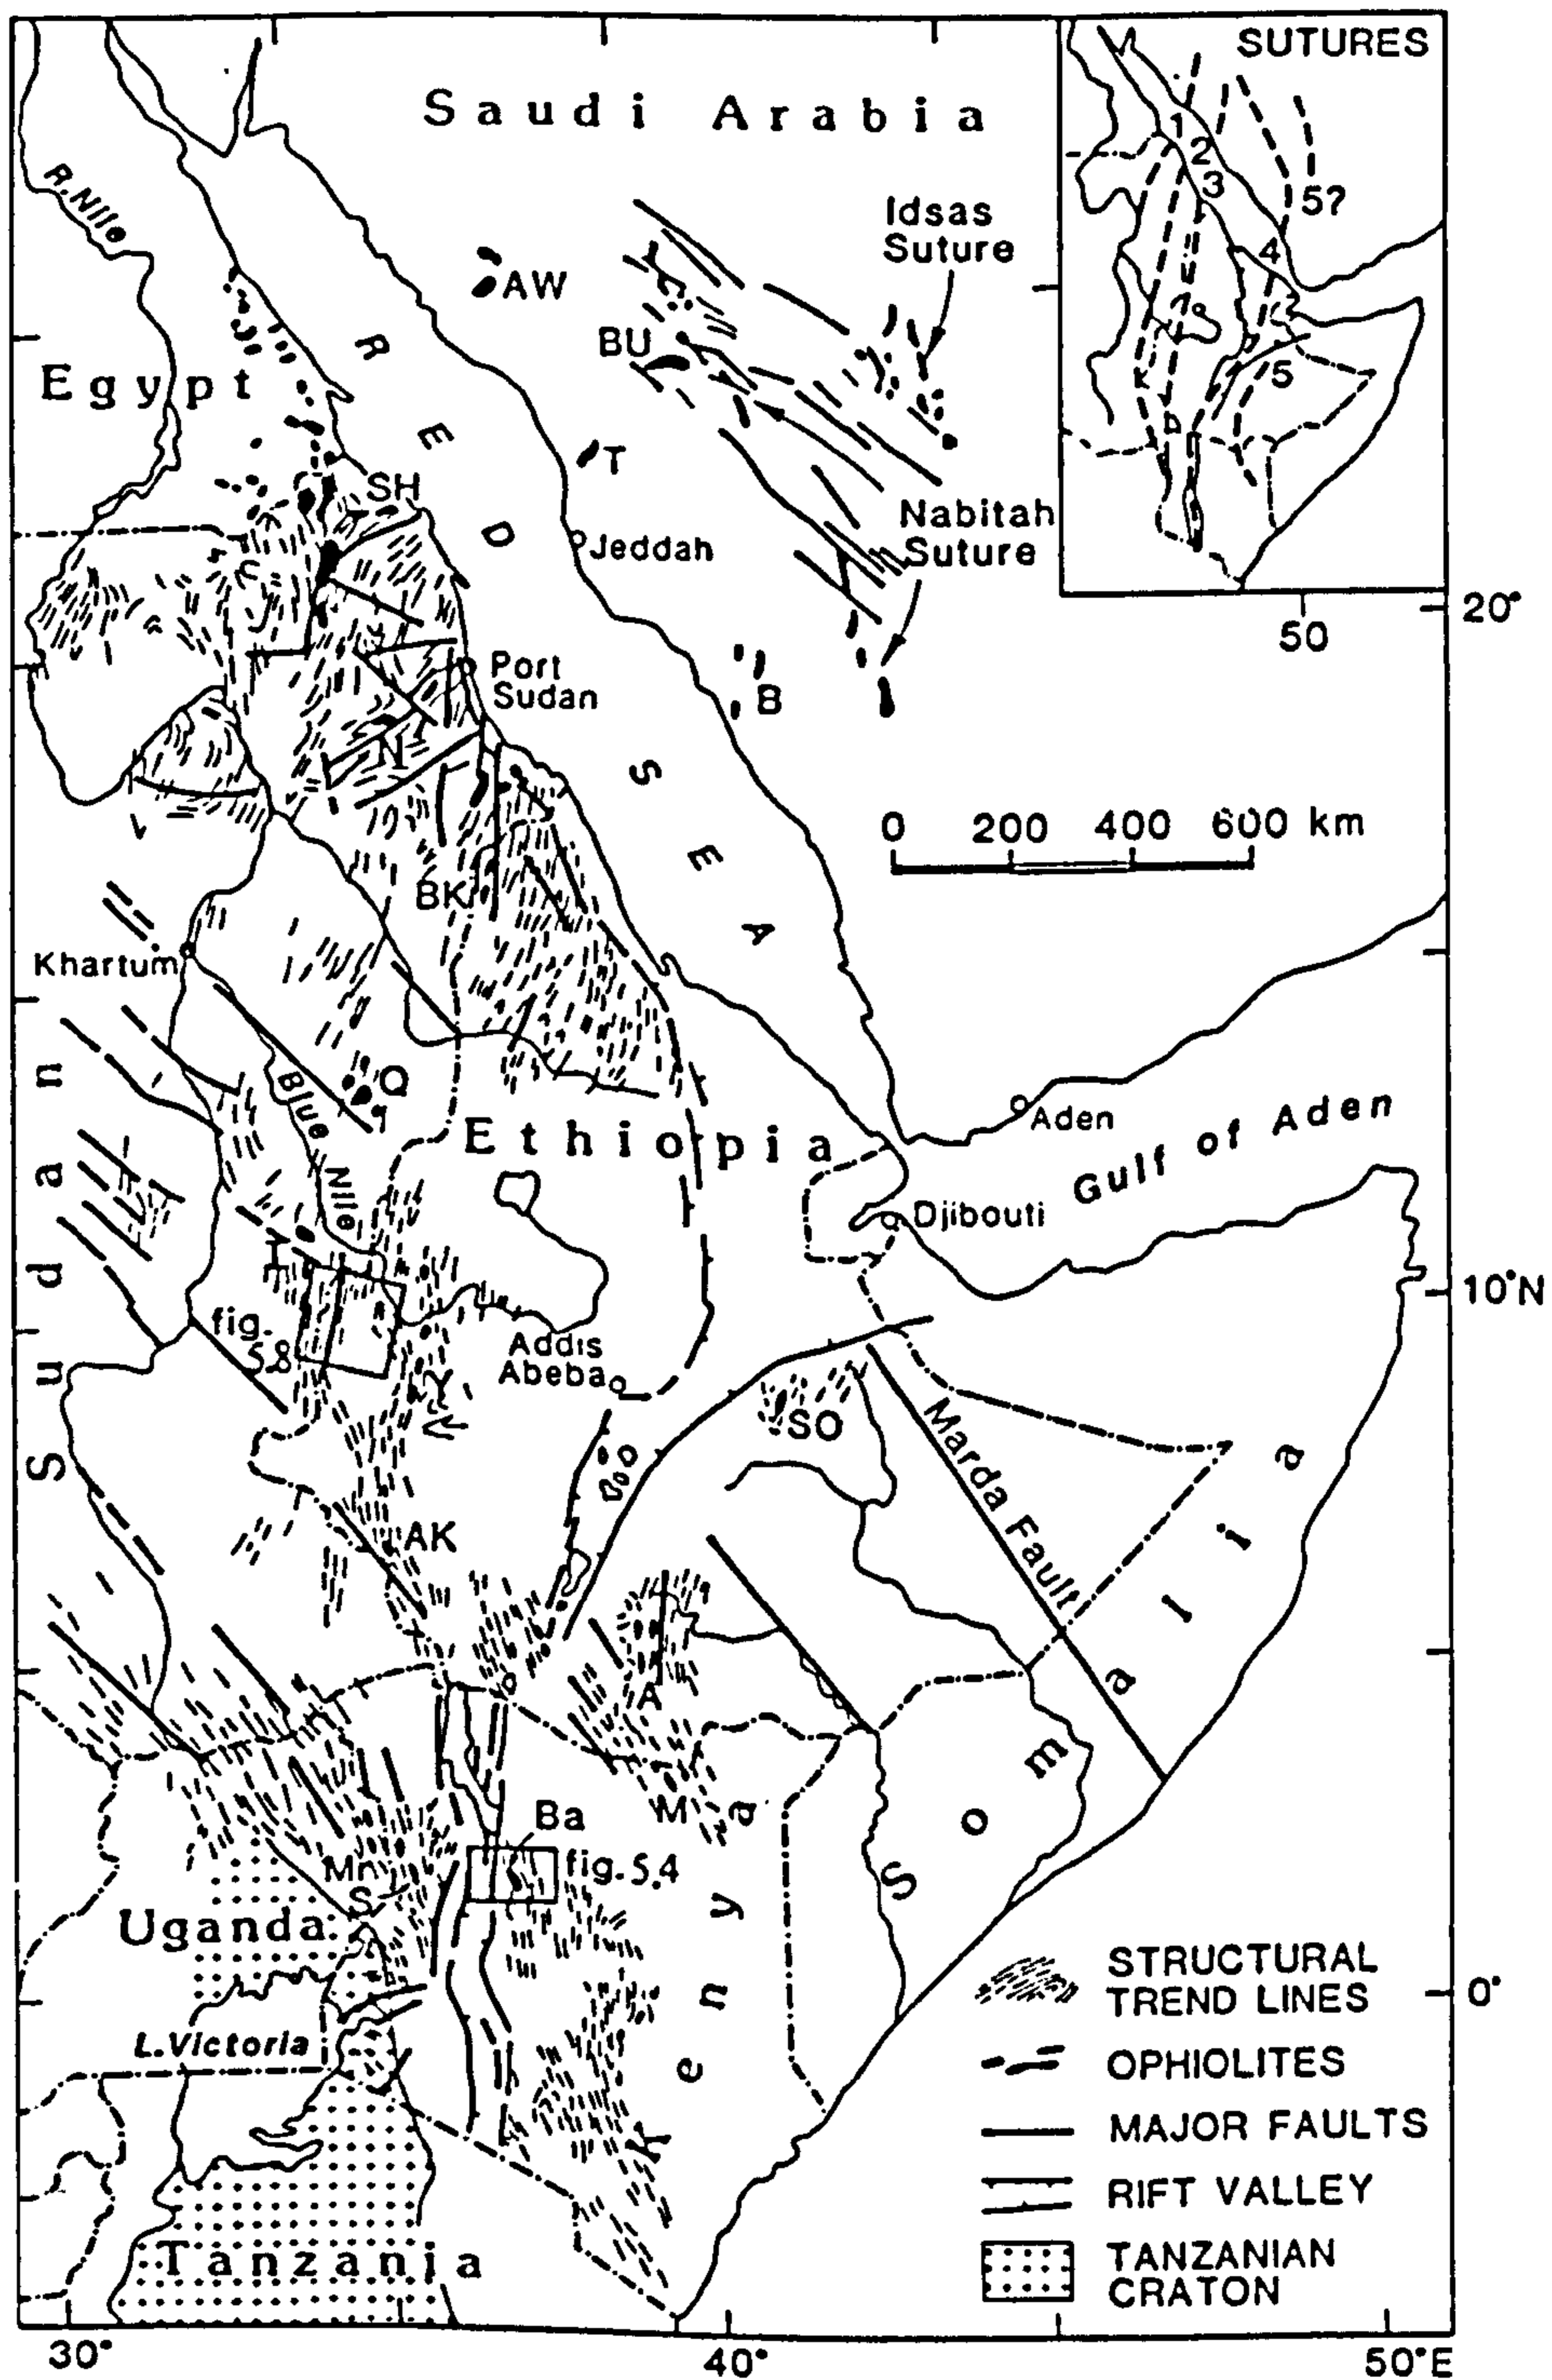 SUTURES
1
2
3
5?
4
?
5
50
Saudi Arabia
R.Nile
Idsas
Suture
AW
BU
Egypt
T
SH
Jeddah
Nabitah
Suture
20°
RED SEA
Port
Sudan
B
N
0 200 400 600 km
BK
Khartum
Sudan
Q
Blue Nile
Ethiopia
Aden
Gulf of Aden
Djibouti
T
fig.
5.8
10°N
Addis
Abeba
Y
SO
Marda Fault
AK
Somalia
A
M
Ba
fig. 5.4
Mr
S
Uganda
Kenya
L.Victoria
0°
STRUCTURAL
TREND LINES
OPHIOLITES
MAJOR FAULTS
RIFT VALLEY
TANZANIAN
CRATON
Tanzania
30° 40° 50°E